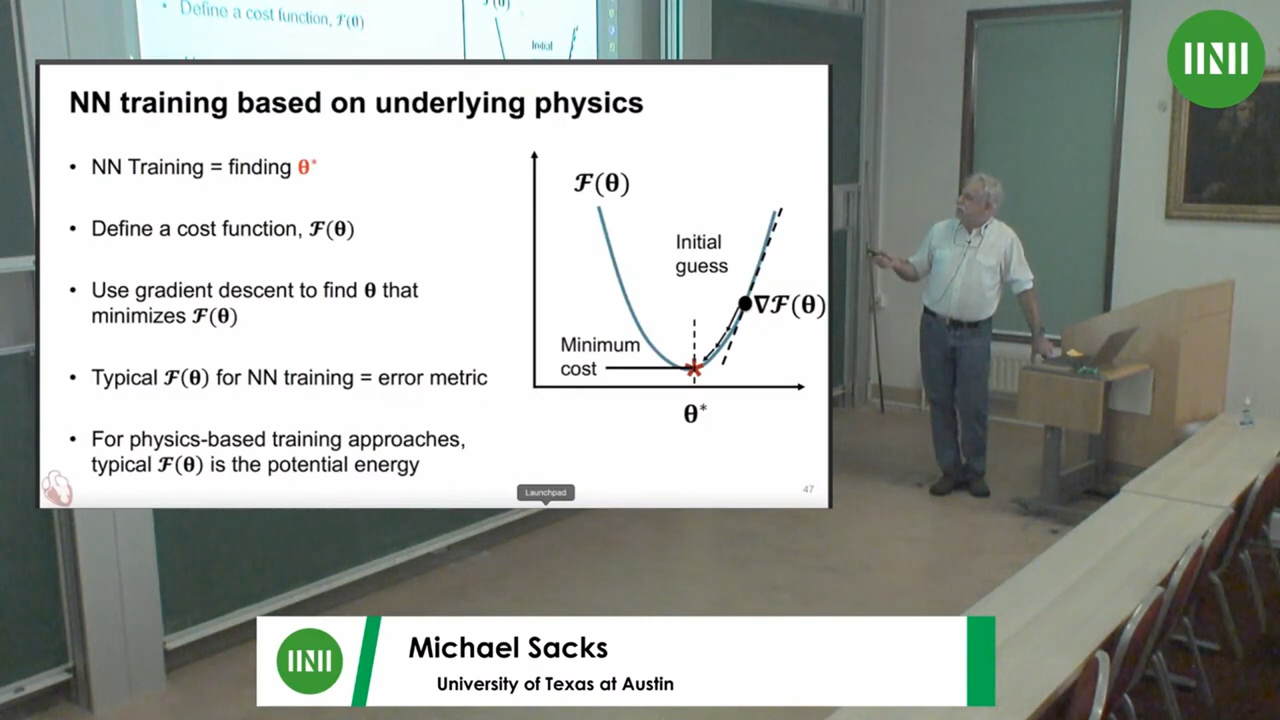 Define a cost function, 𝓕(θ)
𝓕(θ)
Initial
NN training based on underlying physics
• NN Training = finding θ*
• Define a cost function, 𝓕(θ)
• Use gradient descent to find θ that
minimizes 𝓕(θ)
• Typical 𝓕(θ) for NN training = error metric
• For physics-based training approaches,
typical 𝓕(θ) is the potential energy
𝓕(θ)
Initial
guess
∇𝓕(θ)
Minimum
cost
θ*
Launchpad
47
Michael Sacks
University of Texas at Austin